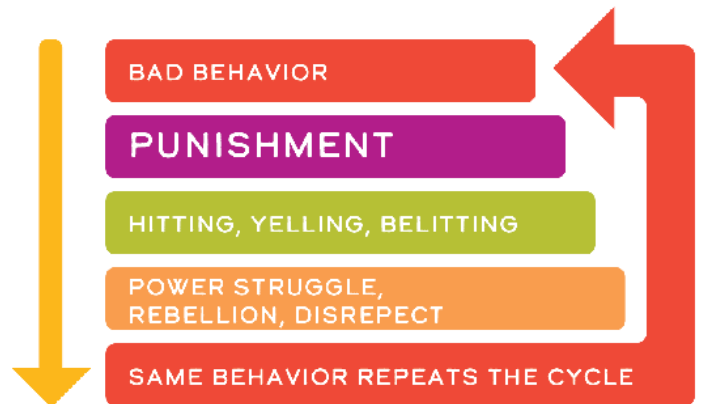 BAD BEHAVIOR
PUNISHMENT
HITTING, YELLING, BELITTING
POWER STRUGGLE,
REBELLION, DISREPECT
SAME BEHAVIOR REPEATS THE CYCLE